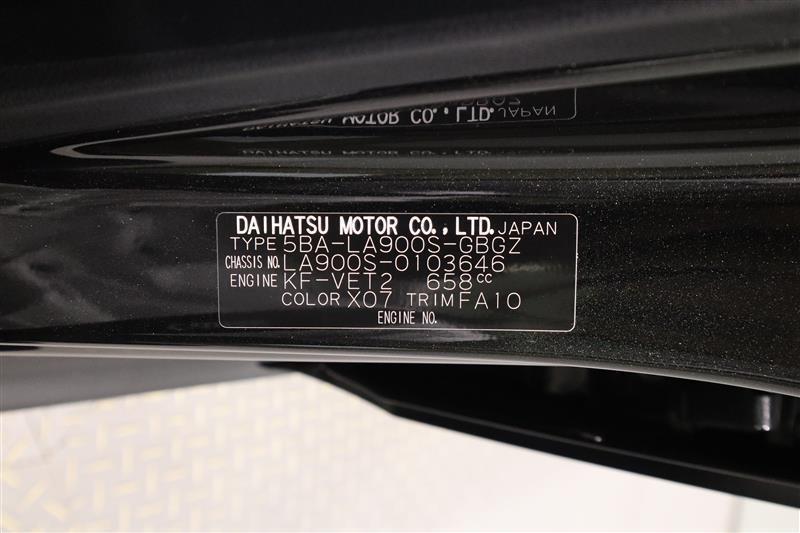 DAIHATSU MOTOR CO.,LTD. JAPAN
TYPE 5BA-LA900S-GBGZ
CHASSIS NO. LA900S-0103646
ENGINE KF-VET2 658cc
COLOR X07 TRIM FA10
ENGINE NO.